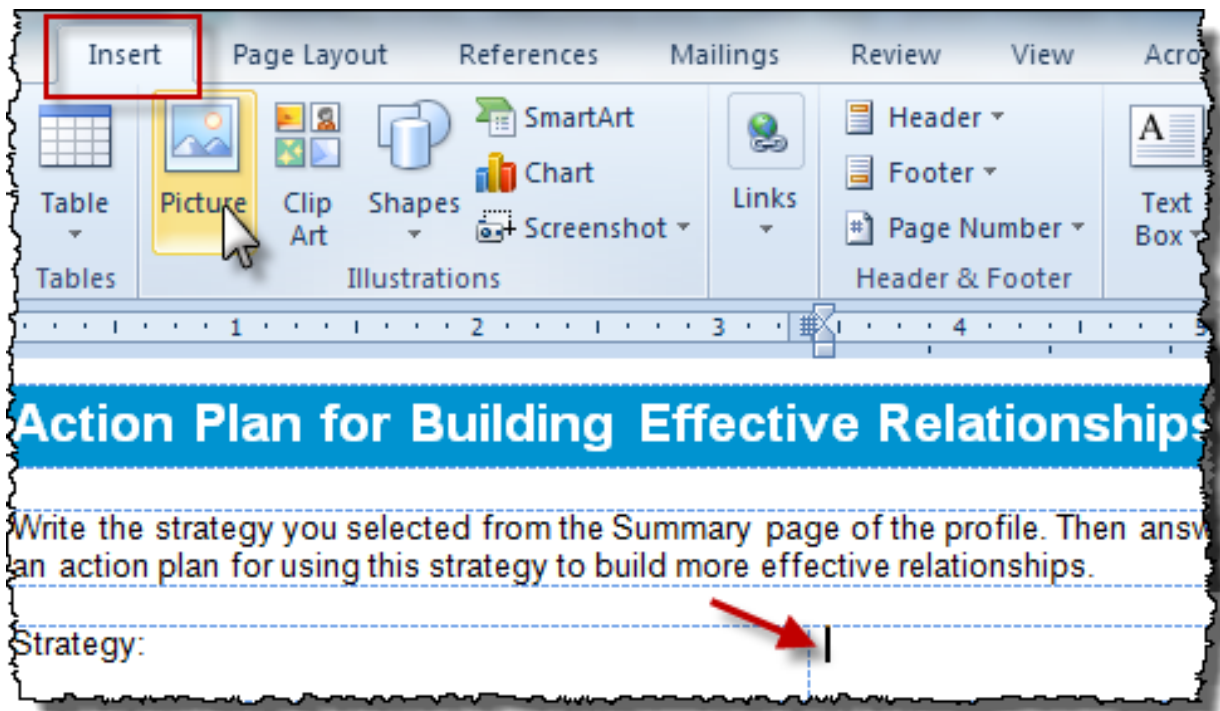 Insert Page Layout References Mailings Review View Acro
Table
Tables
Picture
Clip
Art
Shapes
SmartArt
Chart
Screenshot
Illustrations
Links
Header
Footer
# Page Number
Header & Footer
A
Text
Box
1 2 3 4 5
Action Plan for Building Effective Relationships
Write the strategy you selected from the Summary page of the profile. Then answ
an action plan for using this strategy to build more effective relationships.
Strategy: